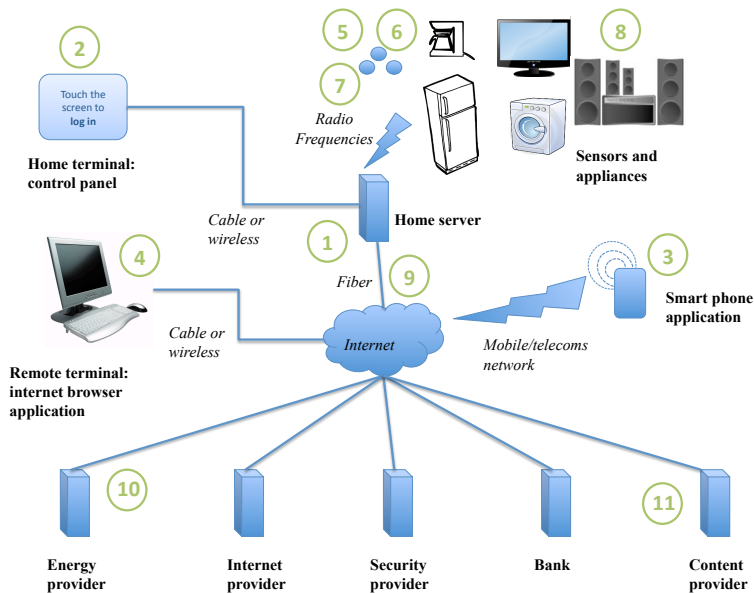 2
5
6
8
7
Touch the
screen to
log in
Radio
Frequencies
Home terminal:
control panel
Sensors and
appliances
Cable or
wireless
Home server
1
4
Fiber
9
3
Smart phone
application
Cable or
wireless
Internet
Mobile/telecoms
network
Remote terminal:
internet browser
application
10
11
Energy
provider
Internet
provider
Security
provider
Bank
Content
provider